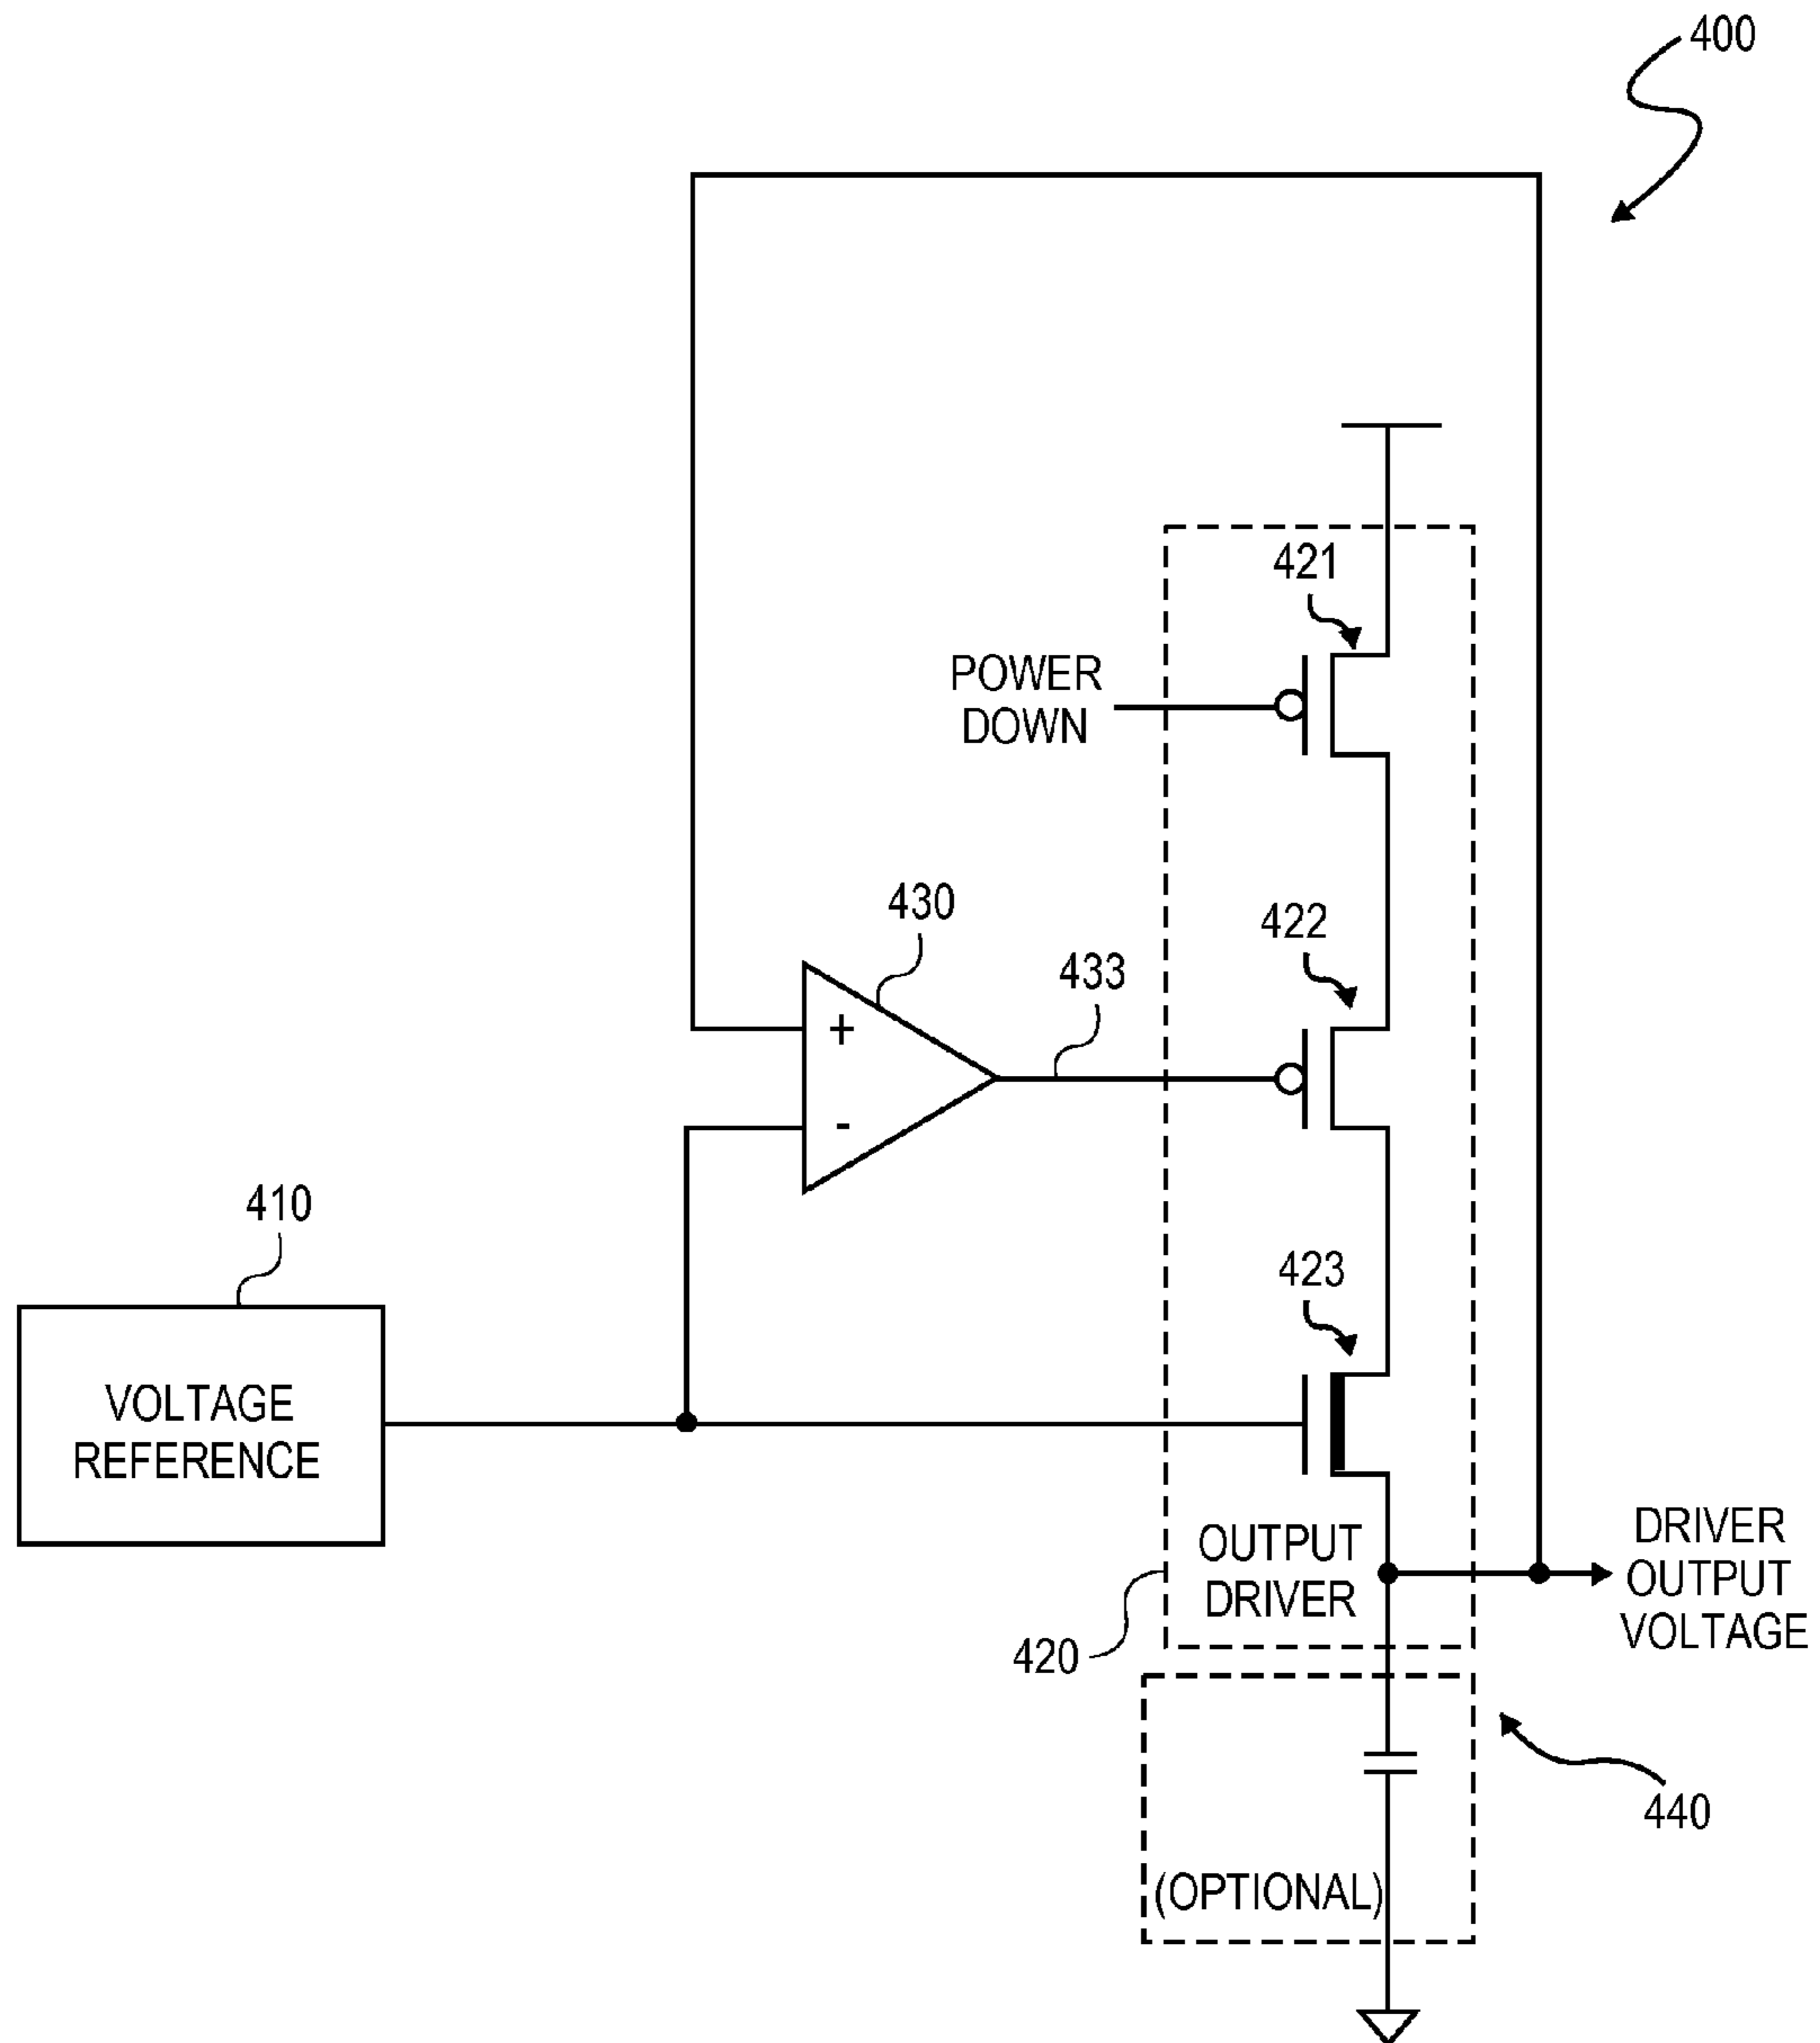 400
421
POWER
DOWN
422
430
433
+
-
410
423
VOLTAGE
REFERENCE
OUTPUT
DRIVER
DRIVER
OUTPUT
VOLTAGE
420
440
(OPTIONAL)